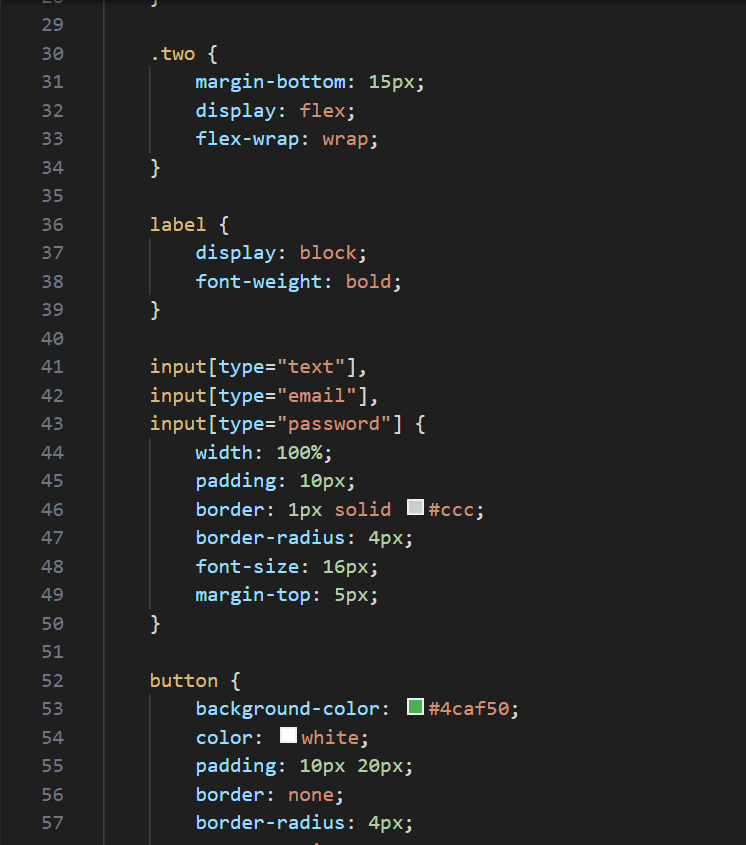 29
30 .two {
31 margin-bottom: 15px;
32 display: flex;
33 flex-wrap: wrap;
34 }
35
36 label {
37 display: block;
38 font-weight: bold;
39 }
40
41 input[type="text"],
42 input[type="email"],
43 input[type="password"] {
44 width: 100%;
45 padding: 10px;
46 border: 1px solid #ccc;
47 border-radius: 4px;
48 font-size: 16px;
49 margin-top: 5px;
50 }
51
52 button {
53 background-color: #4caf50;
54 color: white;
55 padding: 10px 20px;
56 border: none;
57 border-radius: 4px;